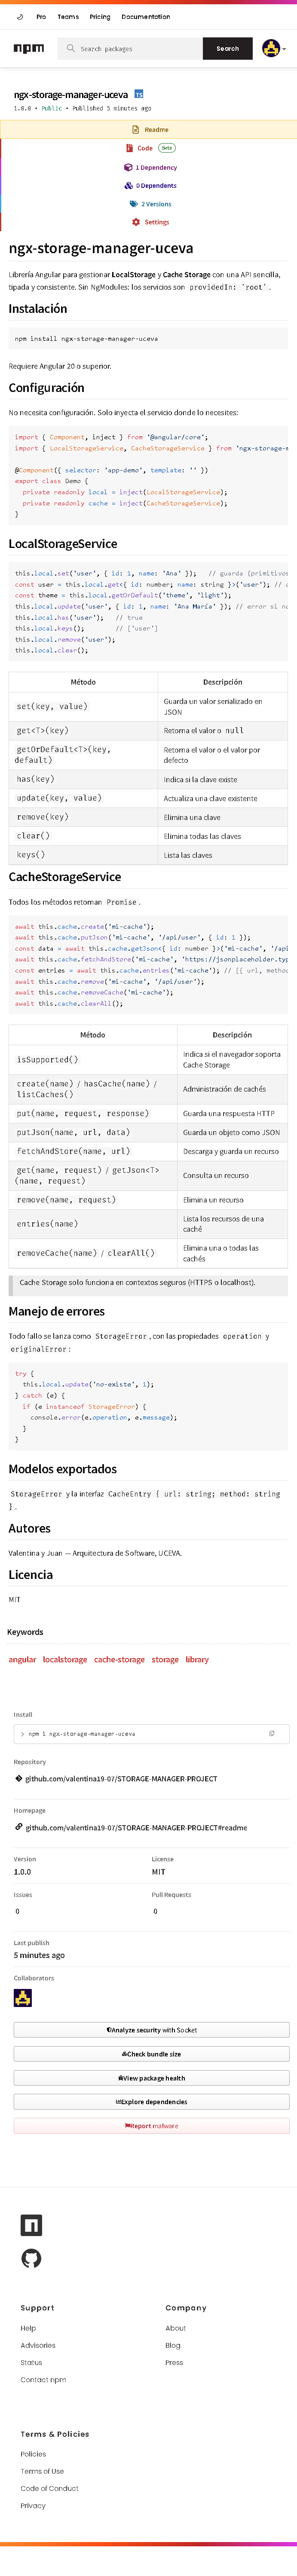 Pro Teams Pricing Documentation
npm Search packages Search
ngx-storage-manager-uceva TS
1.0.0 • Public • Published 5 minutes ago
Readme
Code Beta
1 Dependency
0 Dependents
2 Versions
Settings
ngx-storage-manager-uceva
Librería Angular para gestionar LocalStorage y Cache Storage con una API sencilla,
tipada y consistente. Sin NgModules: los servicios son providedIn: 'root'.
Instalación
npm install ngx-storage-manager-uceva
Requiere Angular 20 o superior.
Configuración
No necesita configuración. Solo inyecta el servicio donde lo necesites:
import { Component, inject } from '@angular/core';
import { LocalStorageService, CacheStorageService } from 'ngx-storage-m
@Component({ selector: 'app-demo', template: '' })
export class Demo {
private readonly local = inject(LocalStorageService);
private readonly cache = inject(CacheStorageService);
}
LocalStorageService
this.local.set('user', { id: 1, name: 'Ana' }); // guarda (primitivos
const user = this.local.get<{ id: number; name: string }>('user'); //
const theme = this.local.getOrDefault('theme', 'light');
this.local.update('user', { id: 1, name: 'Ana María' }); // error si no
this.local.has('user'); // true
this.local.keys(); // ['user']
this.local.remove('user');
this.local.clear();
Método Descripción
set(key, value) Guarda un valor serializado en
JSON
get<T>(key) Retorna el valor o null
getOrDefault<T>(key,
default) Retorna el valor o el valor por
defecto
has(key) Indica si la clave existe
update(key, value) Actualiza una clave existente
remove(key) Elimina una clave
clear() Elimina todas las claves
keys() Lista las claves
CacheStorageService
Todos los métodos retornan Promise.
await this.cache.create('mi-cache');
await this.cache.putJson('mi-cache', '/api/user', { id: 1 });
const data = await this.cache.getJson<{ id: number }>('mi-cache', '/api
await this.cache.fetchAndStore('mi-cache', 'https://jsonplaceholder.typ
const entries = await this.cache.entries('mi-cache'); // [{ url, method
await this.cache.remove('mi-cache', '/api/user');
await this.cache.removeCache('mi-cache');
await this.cache.clearAll();
Método Descripción
isSupported() Indica si el navegador soporta
Cache Storage
create(name) / hasCache(name) /
listCaches() Administración de cachés
put(name, request, response) Guarda una respuesta HTTP
putJson(name, url, data) Guarda un objeto como JSON
fetchAndStore(name, url) Descarga y guarda un recurso
get(name, request) / getJson<T>
(name, request) Consulta un recurso
remove(name, request) Elimina un recurso
entries(name) Lista los recursos de una
caché
removeCache(name) / clearAll() Elimina una o todas las
cachés
Cache Storage solo funciona en contextos seguros (HTTPS o localhost).
Manejo de errores
Todo fallo se lanza como StorageError, con las propiedades operation y
originalError:
try {
this.local.update('no-existe', 1);
} catch (e) {
if (e instanceof StorageError) {
console.error(e.operation, e.message);
}
}
Modelos exportados
StorageError y la interfaz CacheEntry { url: string; method: string
}.
Autores
Valentina y Juan — Arquitectura de Software, UCEVA.
Licencia
MIT
Keywords
angular localstorage cache-storage storage library
Install
npm i ngx-storage-manager-uceva
Repository
github.com/valentina19-07/STORAGE-MANAGER-PROJECT
Homepage
github.com/valentina19-07/STORAGE-MANAGER-PROJECT#readme
Version License
1.0.0 MIT
Issues Pull Requests
0 0
Last publish
5 minutes ago
Collaborators
Analyze security with Socket
Check bundle size
View package health
Explore dependencies
Report malware
Support Company
Help About
Advisories Blog
Status Press
Contact npm
Terms & Policies
Policies
Terms of Use
Code of Conduct
Privacy